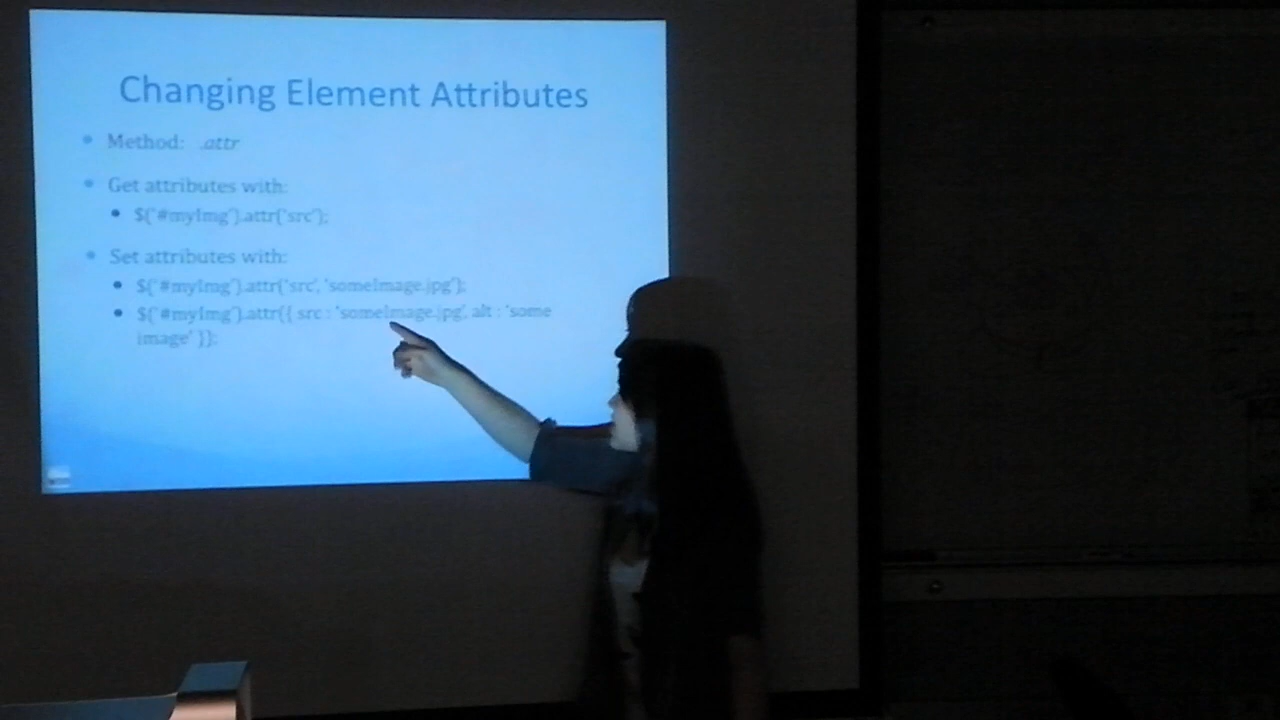 Changing Element Attributes
Method: .attr
Get attributes with:
$('#myImg').attr('src');
Set attributes with:
$('#myImg').attr('src', 'someImage.jpg');
$('#myImg').attr({ src : 'someImage.jpg', alt : 'some
image' });